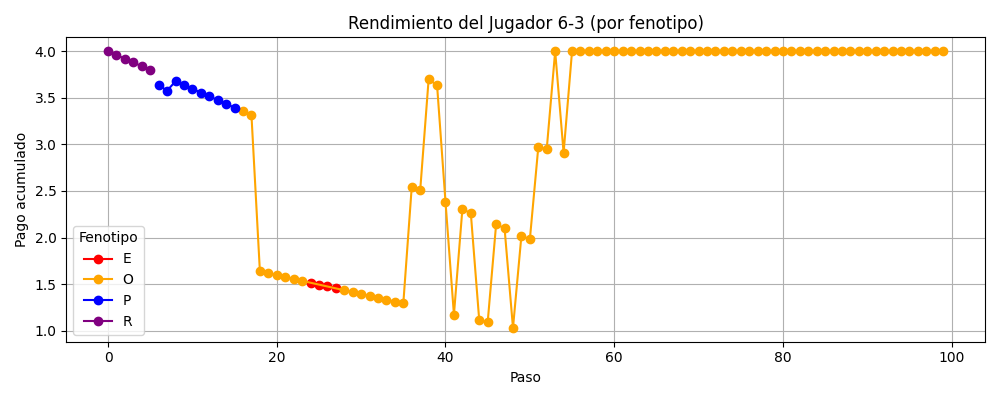 Rendimiento del Jugador 6-3 (por fenotipo)
Pago acumulado
4.0
3.5
3.0
2.5
2.0
1.5
1.0
Fenotipo
E
O
P
R
0 20 40 60 80 100
Paso